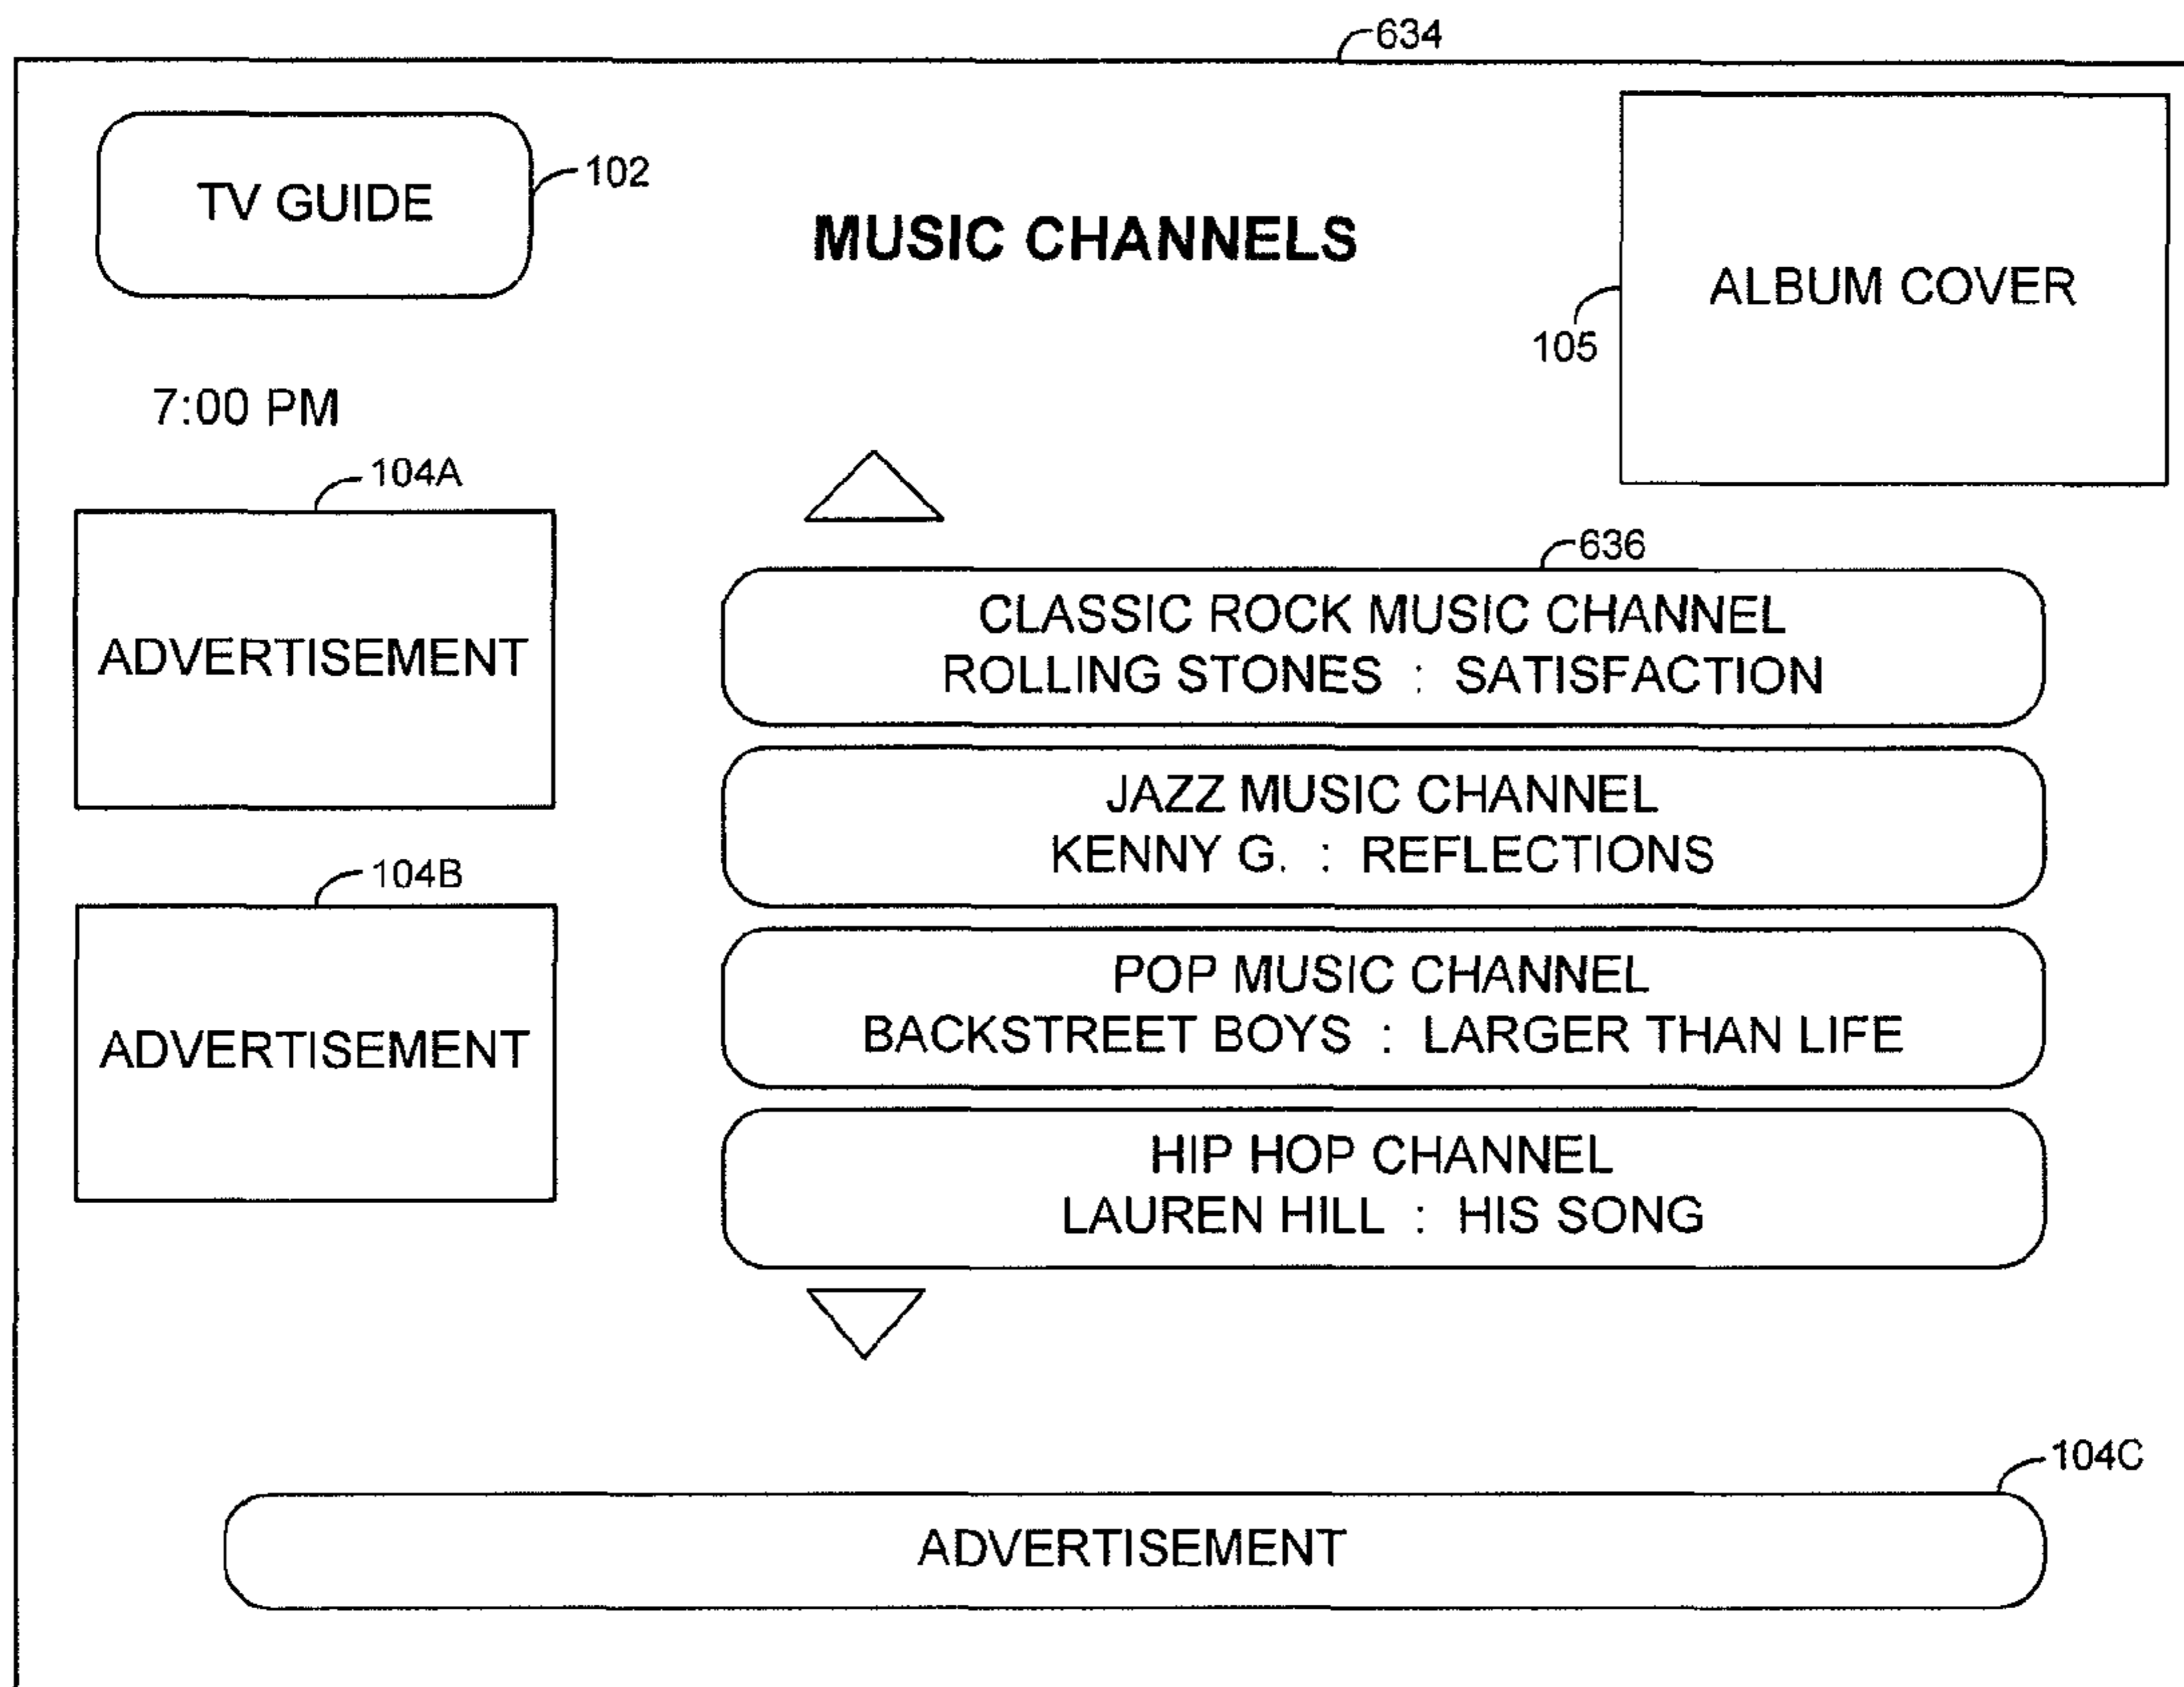 634
TV GUIDE
102
MUSIC CHANNELS
ALBUM COVER
105
7:00 PM
104A
ADVERTISEMENT
636
CLASSIC ROCK MUSIC CHANNEL
ROLLING STONES : SATISFACTION
JAZZ MUSIC CHANNEL
KENNY G. : REFLECTIONS
104B
ADVERTISEMENT
POP MUSIC CHANNEL
BACKSTREET BOYS : LARGER THAN LIFE
HIP HOP CHANNEL
LAUREN HILL : HIS SONG
104C
ADVERTISEMENT